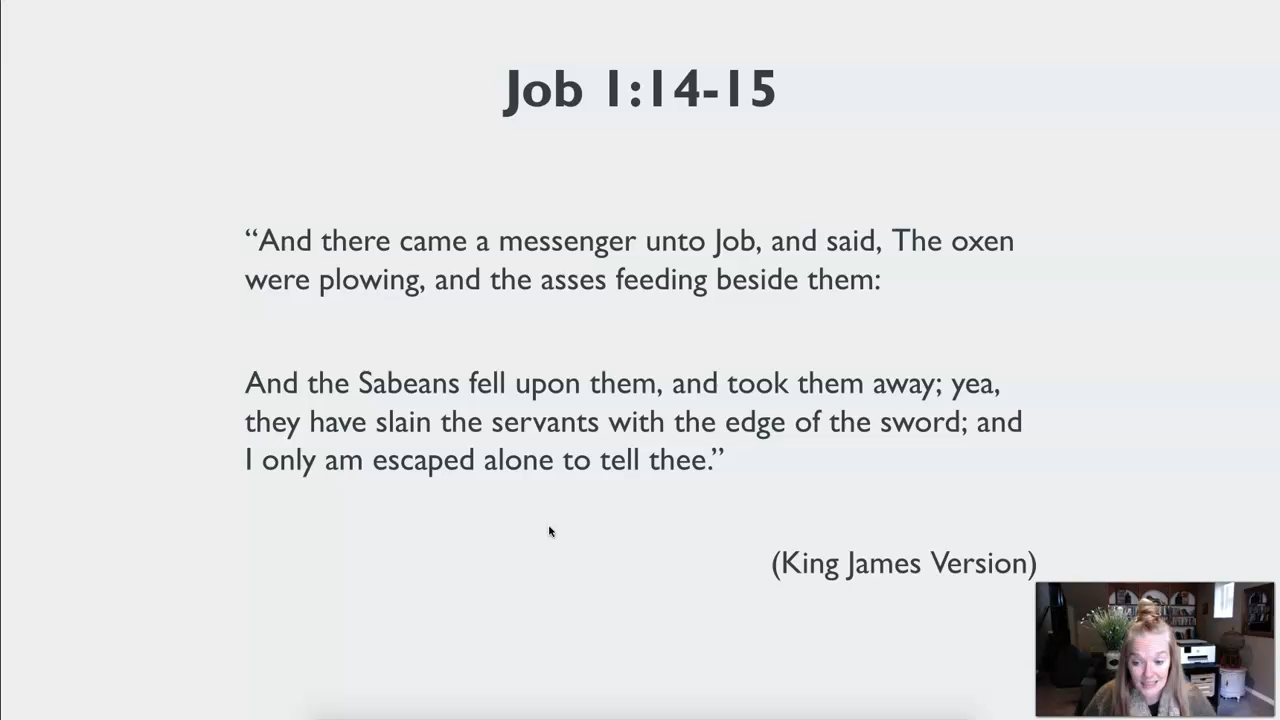 Job 1:14-15
“And there came a messenger unto Job, and said, The oxen
were plowing, and the asses feeding beside them:
And the Sabeans fell upon them, and took them away; yea,
they have slain the servants with the edge of the sword; and
I only am escaped alone to tell thee.”
(King James Version)